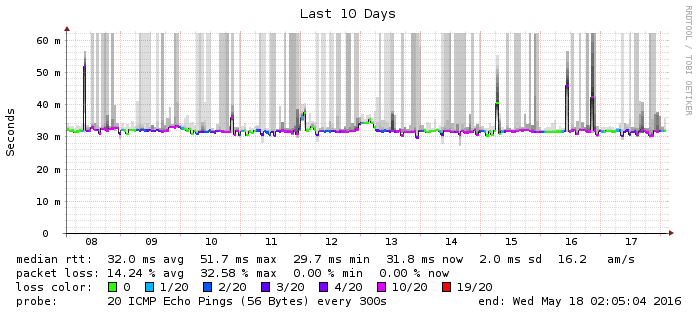 Last 10 Days
RRDTOOL / TOBI OETIKER
Seconds
60 m
50 m
40 m
30 m
20 m
10 m
0
08 09 10 11 12 13 14 15 16 17
median rtt: 32.0 ms avg 51.7 ms max 29.7 ms min 31.8 ms now 2.0 ms sd 16.2 am/s
packet loss: 14.24 % avg 32.58 % max 0.00 % min 0.00 % now
loss color: 0 1/20 2/20 3/20 4/20 10/20 19/20
probe: 20 ICMP Echo Pings (56 Bytes) every 300s end: Wed May 18 02:05:04 2016